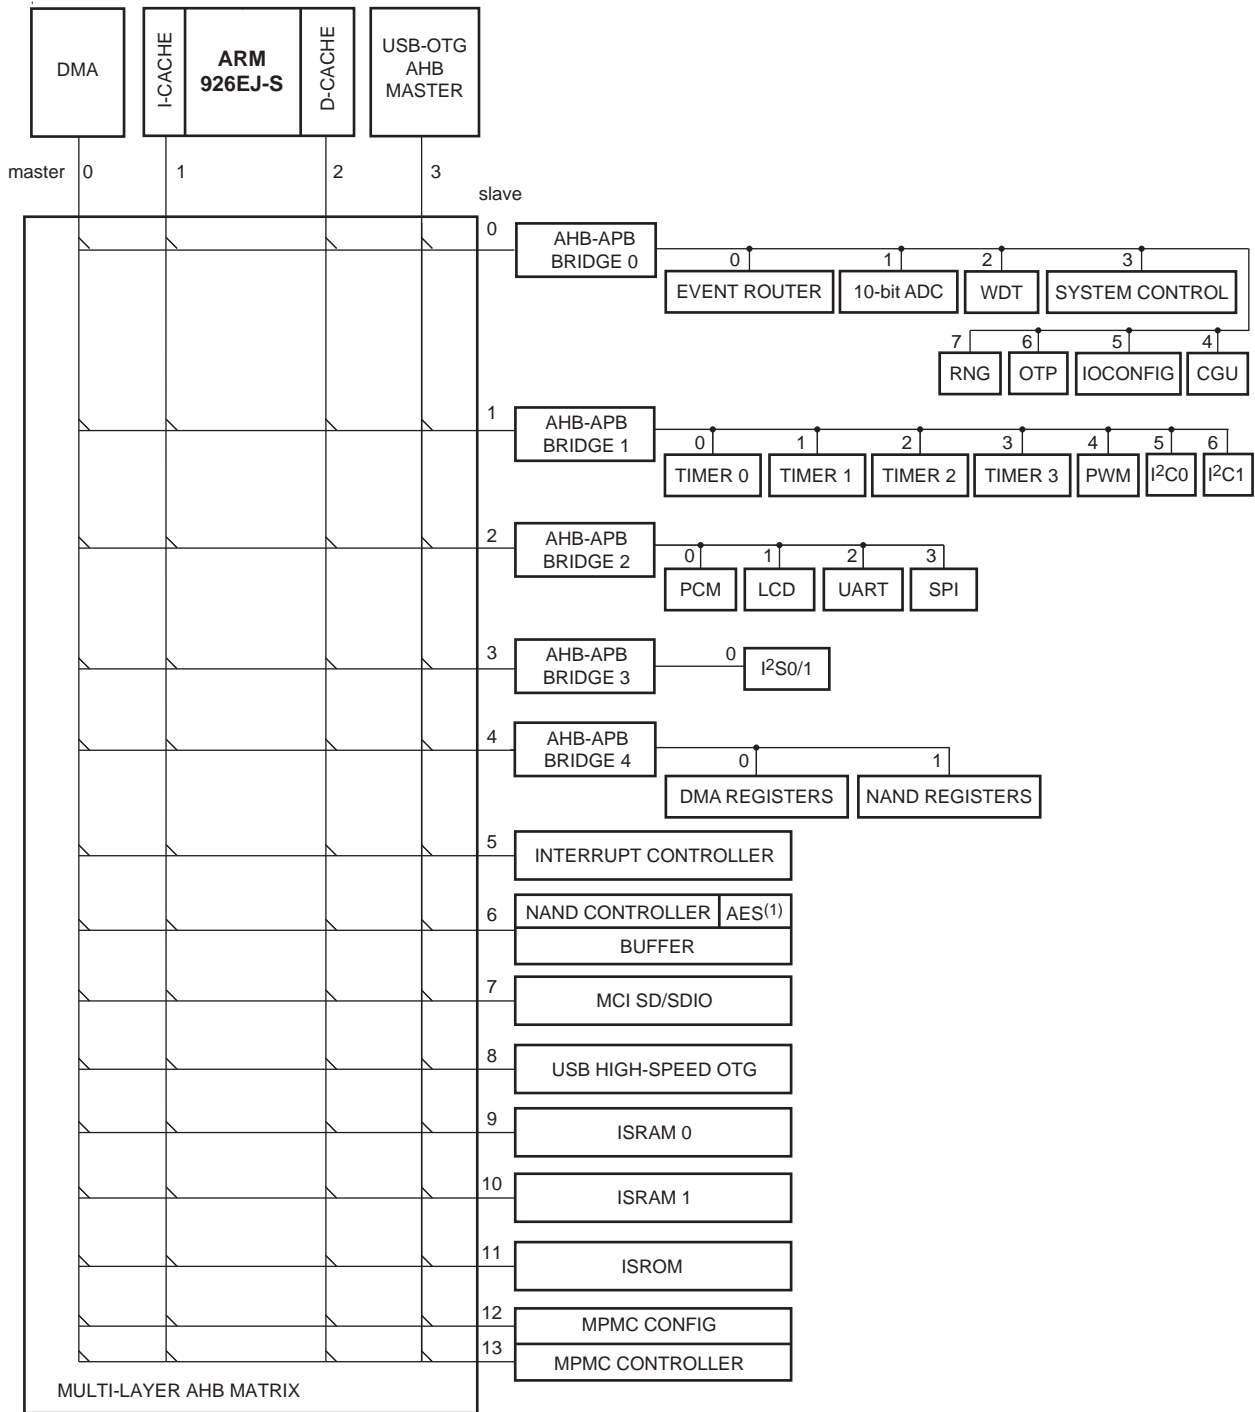 DMA
I-CACHE
ARM
926EJ-S
D-CACHE
USB-OTG
AHB
MASTER
master 0 1 2 3
slave
0
AHB-APB
BRIDGE 0
0 1 2 3
EVENT ROUTER 10-bit ADC WDT SYSTEM CONTROL
7 6 5 4
RNG OTP IOCONFIG CGU
1
AHB-APB
BRIDGE 1
0 1 2 3 4 5 6
TIMER 0 TIMER 1 TIMER 2 TIMER 3 PWM I²C0 I²C1
2
AHB-APB
BRIDGE 2
0 1 2 3
PCM LCD UART SPI
3
AHB-APB
BRIDGE 3
0
I²S0/1
4
AHB-APB
BRIDGE 4
0 1
DMA REGISTERS NAND REGISTERS
5
INTERRUPT CONTROLLER
6
NAND CONTROLLER AES(1)
BUFFER
7
MCI SD/SDIO
8
USB HIGH-SPEED OTG
9
ISRAM 0
10
ISRAM 1
11
ISROM
12
MPMC CONFIG
13
MPMC CONTROLLER
MULTI-LAYER AHB MATRIX